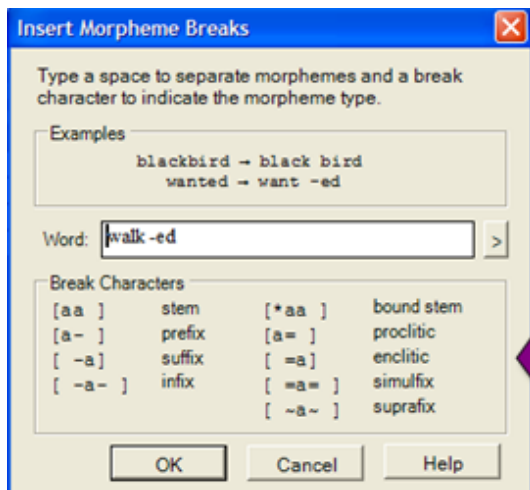 Insert Morpheme Breaks
Type a space to separate morphemes and a break
character to indicate the morpheme type.
Examples
blackbird → black bird
wanted → want -ed
Word: walk -ed >
Break Characters
[aa ] stem [*aa ] bound stem
[a- ] prefix [a= ] proclitic
[ -a] suffix [ =a] enclitic
[ -a- ] infix [ =a= ] simulfix
[ ~a~ ] suprafix
OK Cancel Help